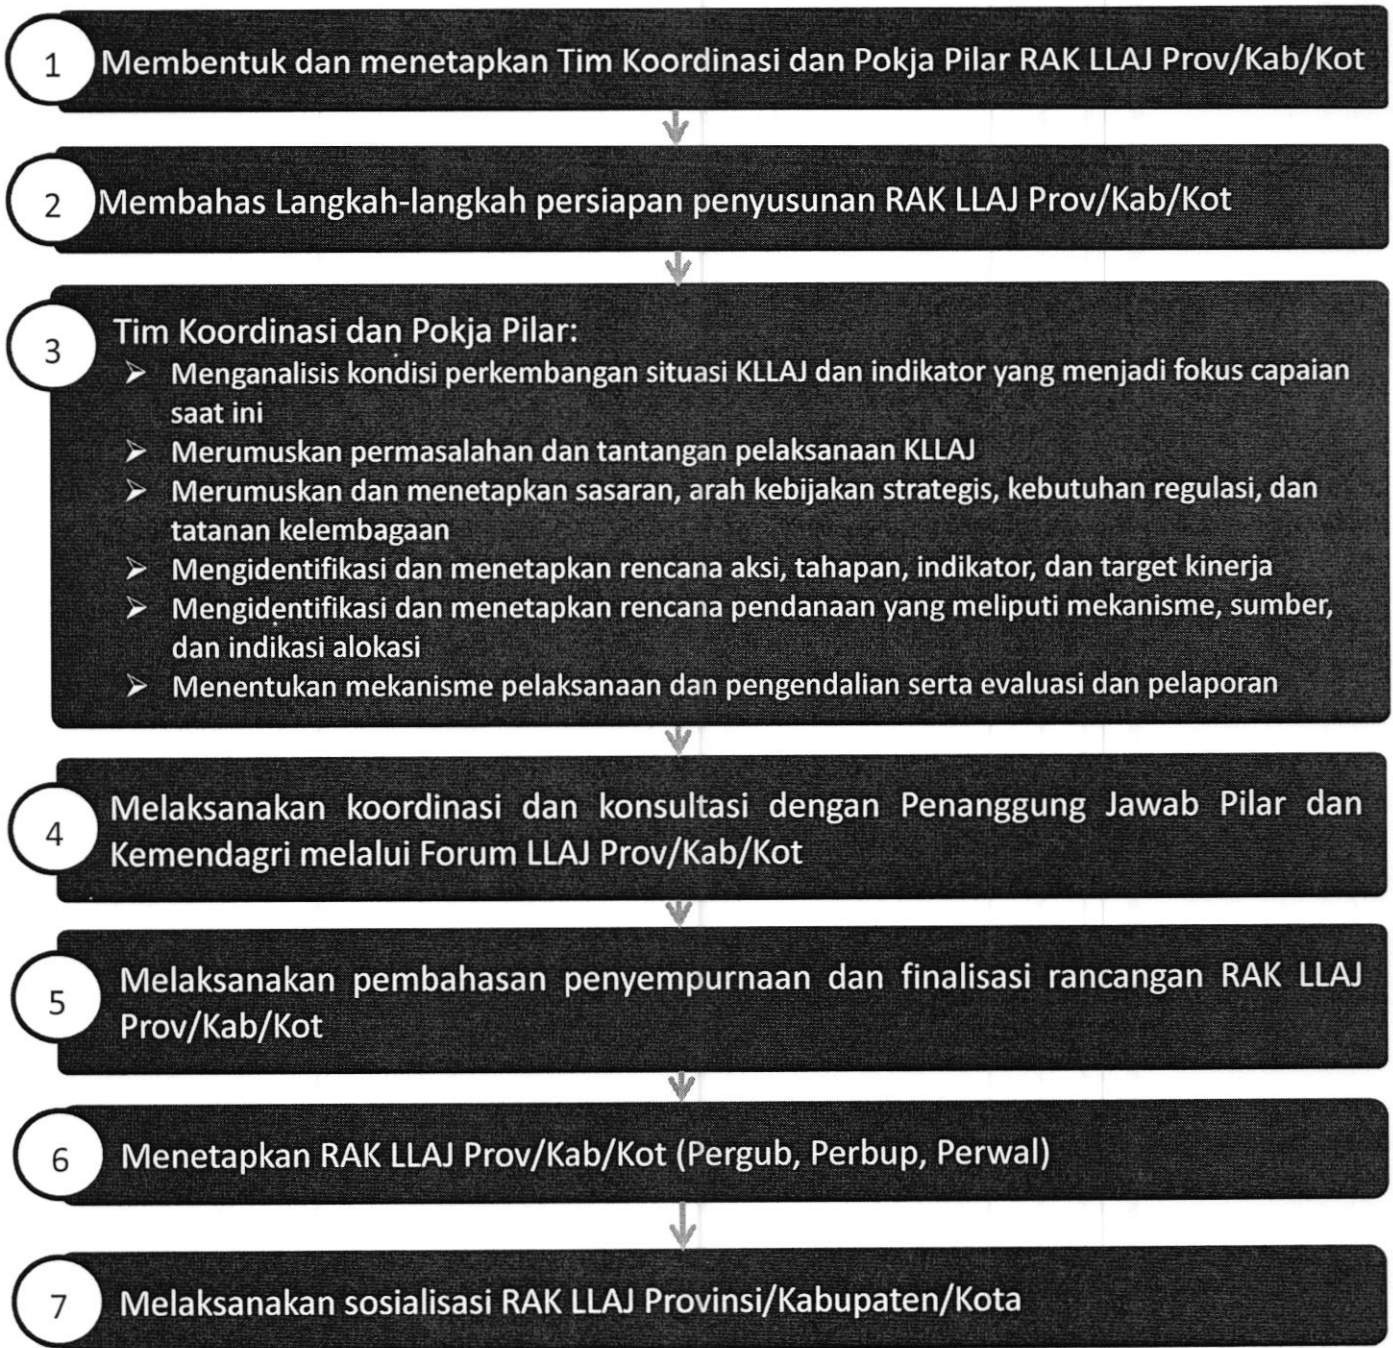 1
Membentuk dan menetapkan Tim Koordinasi dan Pokja Pilar RAK LLAJ Prov/Kab/Kot
2
Membahas Langkah-langkah persiapan penyusunan RAK LLAJ Prov/Kab/Kot
3
Tim Koordinasi dan Pokja Pilar:
➢ Menganalisis kondisi perkembangan situasi KLLAJ dan indikator yang menjadi fokus capaian
saat ini
➢ Merumuskan permasalahan dan tantangan pelaksanaan KLLAJ
➢ Merumuskan dan menetapkan sasaran, arah kebijakan strategis, kebutuhan regulasi, dan
tatanan kelembagaan
➢ Mengidentifikasi dan menetapkan rencana aksi, tahapan, indikator, dan target kinerja
➢ Mengidentifikasi dan menetapkan rencana pendanaan yang meliputi mekanisme, sumber,
dan indikasi alokasi
➢ Menentukan mekanisme pelaksanaan dan pengendalian serta evaluasi dan pelaporan
4
Melaksanakan koordinasi dan konsultasi dengan Penanggung Jawab Pilar dan
Kemendagri melalui Forum LLAJ Prov/Kab/Kot
5
Melaksanakan pembahasan penyempurnaan dan finalisasi rancangan RAK LLAJ
Prov/Kab/Kot
6
Menetapkan RAK LLAJ Prov/Kab/Kot (Pergub, Perbup, Perwal)
7
Melaksanakan sosialisasi RAK LLAJ Provinsi/Kabupaten/Kota